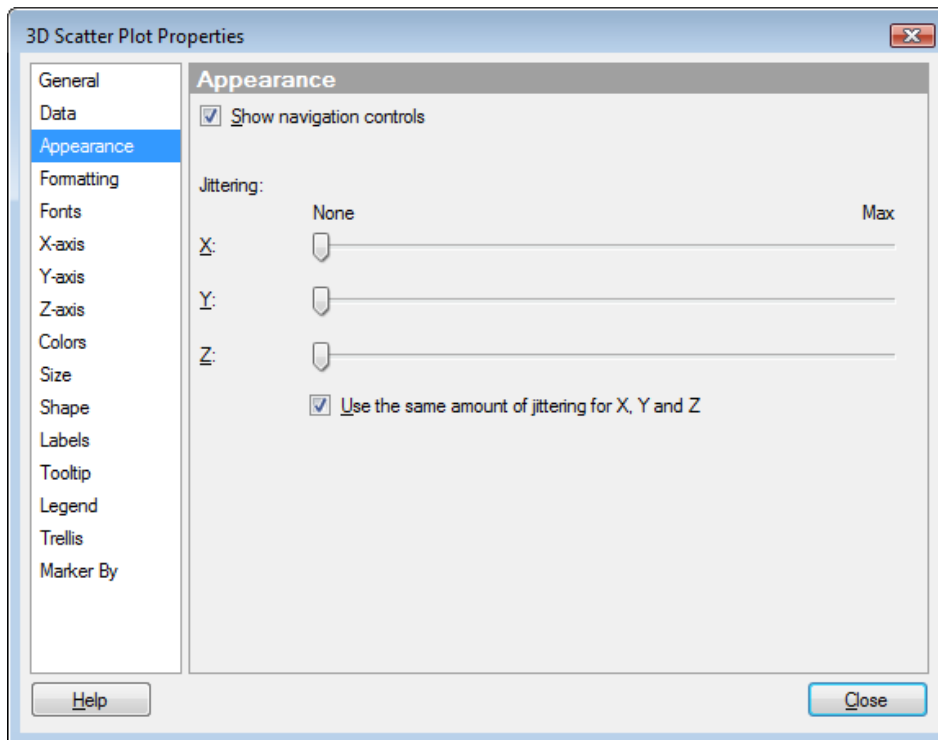 3D Scatter Plot Properties
General
Data
Appearance
Formatting
Fonts
X-axis
Y-axis
Z-axis
Colors
Size
Shape
Labels
Tooltip
Legend
Trellis
Marker By
Appearance
Show navigation controls
Jittering:
None Max
X:
Y:
Z:
Use the same amount of jittering for X, Y and Z
Help Close